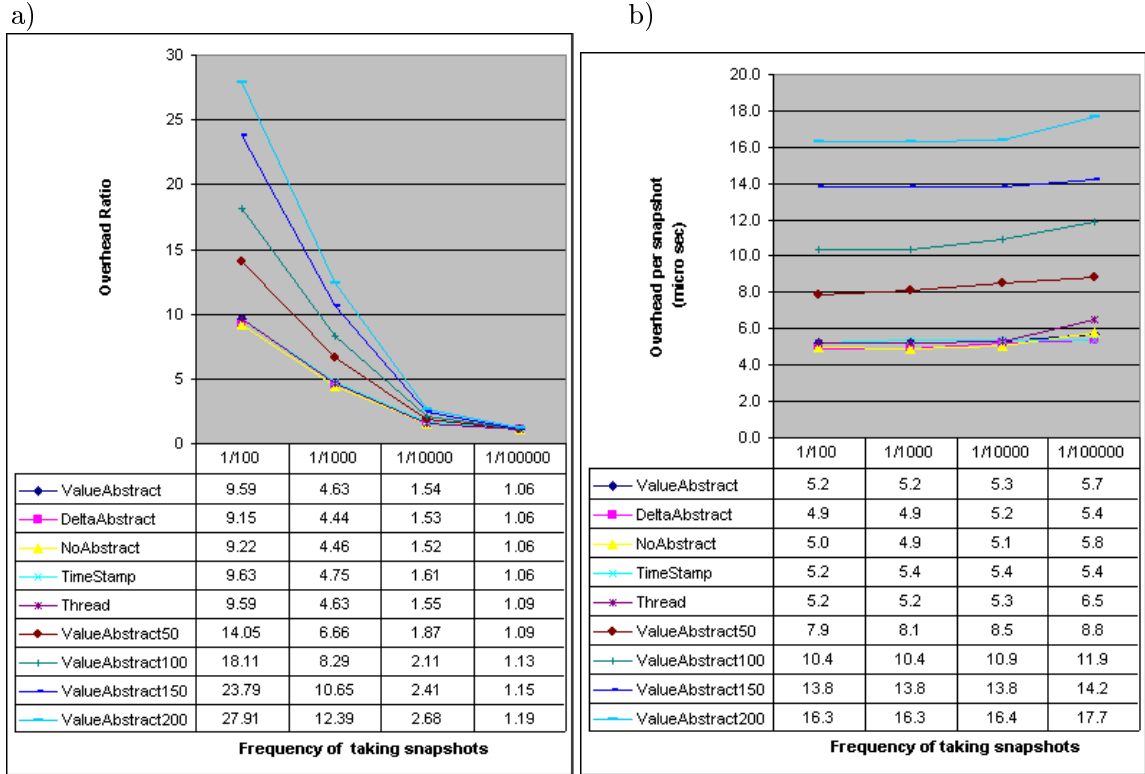 a)
30
25
20
15
10
5
0
Overhead Ratio
1/100 1/1000 1/10000 1/100000
ValueAbstract 9.59 4.63 1.54 1.06
DeltaAbstract 9.15 4.44 1.53 1.06
NoAbstract 9.22 4.46 1.52 1.06
TimeStamp 9.63 4.75 1.61 1.06
Thread 9.59 4.63 1.55 1.09
ValueAbstract50 14.05 6.66 1.87 1.09
ValueAbstract100 18.11 8.29 2.11 1.13
ValueAbstract150 23.79 10.65 2.41 1.15
ValueAbstract200 27.91 12.39 2.68 1.19
Frequency of taking snapshots
b)
20.0
18.0
16.0
14.0
12.0
10.0
8.0
6.0
4.0
2.0
0.0
Overhead per snapshot
(micro sec)
1/100 1/1000 1/10000 1/100000
ValueAbstract 5.2 5.2 5.3 5.7
DeltaAbstract 4.9 4.9 5.2 5.4
NoAbstract 5.0 4.9 5.1 5.8
TimeStamp 5.2 5.4 5.4 5.4
Thread 5.2 5.2 5.3 6.5
ValueAbstract50 7.9 8.1 8.5 8.8
ValueAbstract100 10.4 10.4 10.9 11.9
ValueAbstract150 13.8 13.8 13.8 14.2
ValueAbstract200 16.3 16.3 16.4 17.7
Frequency of taking snapshots